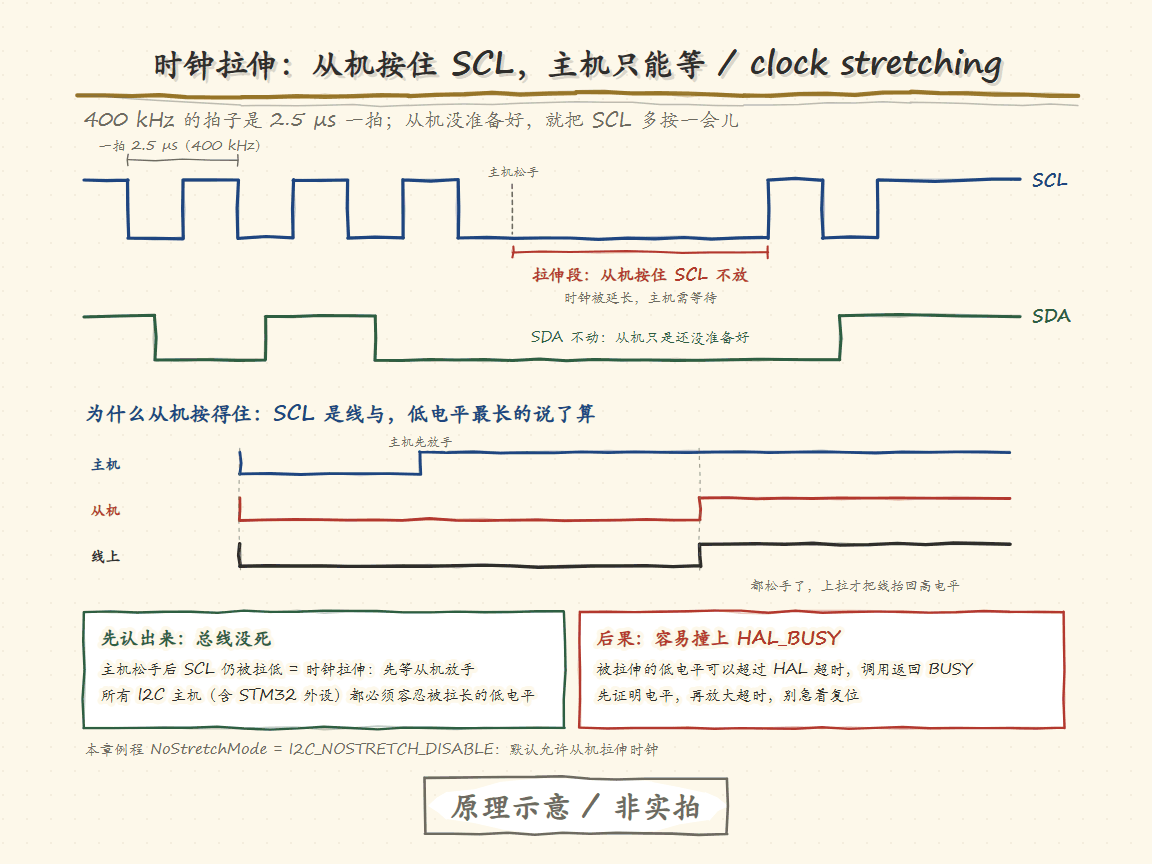 时钟拉伸：从机按住 SCL，主机只能等 / clock stretching
400 kHz 的拍子是 2.5 µs 一拍；从机没准备好，就把 SCL 多按一会儿
一拍 2.5 µs（400 kHz）
主机松手
SCL
拉伸段：从机按住 SCL 不放
时钟被延长，主机需等待
SDA
SDA 不动：从机只是还没准备好
为什么从机按得住：SCL 是线与，低电平最长的说了算
主机先放手
主机
从机
线上
都松手了，上拉才把线抬回高电平
先认出来：总线没死
主机松手后 SCL 仍被拉低 = 时钟拉伸：先等从机放手
所有 I2C 主机（含 STM32 外设）都必须容忍被拉长的低电平
后果：容易撞上 HAL_BUSY
被拉伸的低电平可以超过 HAL 超时，调用返回 BUSY
先证明电平，再放大超时，别急着复位
本章例程 NoStretchMode = I2C_NOSTRETCH_DISABLE：默认允许从机拉伸时钟
原理示意 / 非实拍